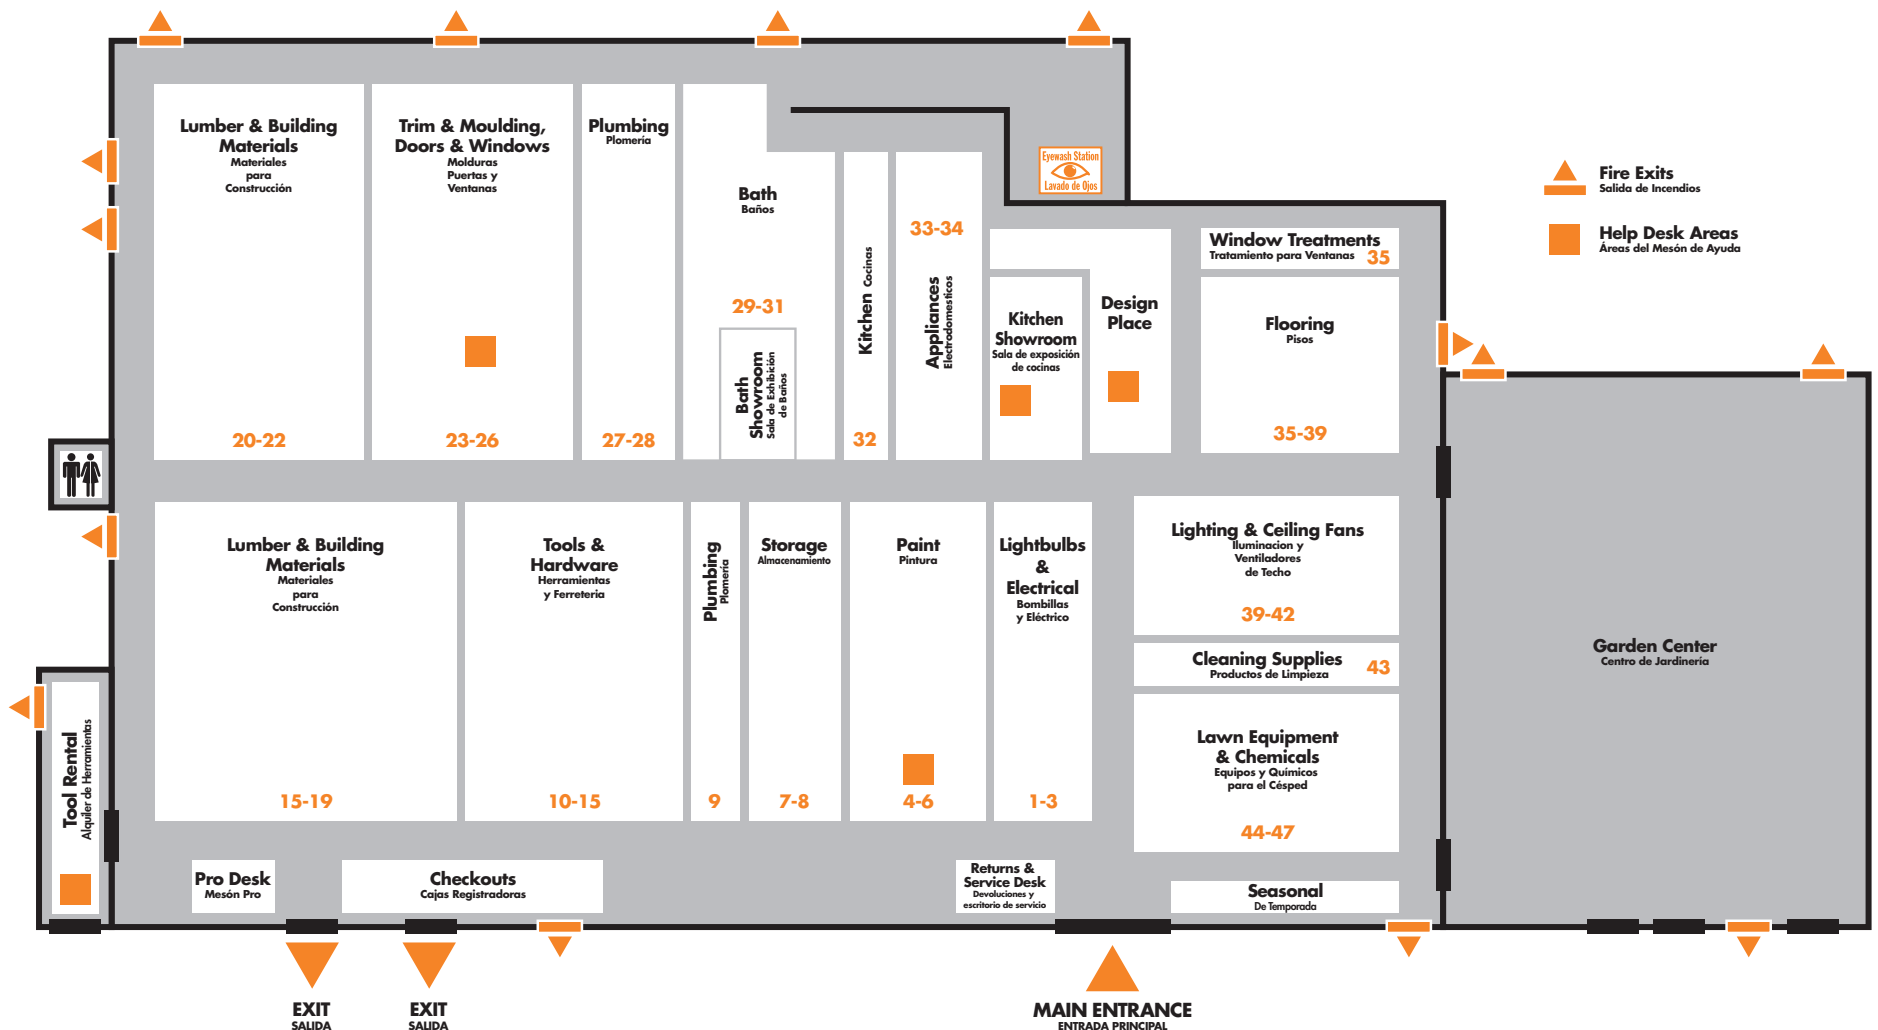 Lumber & Building
Materials
Materiales
para
Construcción
20-22
Trim & Moulding,
Doors & Windows
Molduras
Puertas y
Ventanas
23-26
Plumbing
Plomería
27-28
Bath
Baños
29-31
Bath
Showroom
Sala de Exhibición
de Baños
Kitchen Cocinas
32
33-34
Appliances
Electrodomesticos
Eyewash Station
Lavado de Ojos
Kitchen
Showroom
Sala de exposición
de cocinas
Design
Place
Window Treatments
Tratamiento para Ventanas 35
Flooring
Pisos
35-39
Fire Exits
Salida de Incendios
Help Desk Areas
Áreas del Mesón de Ayuda
Lumber & Building
Materials
Materiales
para
Construcción
15-19
Tools &
Hardware
Herramientas
y Ferreteria
10-15
Plumbing
Plomería
9
Storage
Almacenamiento
7-8
Paint
Pintura
4-6
Lightbulbs
&
Electrical
Bombillas
y Eléctrico
1-3
Lighting & Ceiling Fans
Iluminacion y
Ventiladores
de Techo
39-42
Cleaning Supplies 43
Productos de Limpieza
Lawn Equipment
& Chemicals
Equipos y Químicos
para el Césped
44-47
Garden Center
Centro de Jardinería
Tool Rental
Alquiler de Herramientas
Pro Desk
Mesón Pro
Checkouts
Cajas Registradoras
Returns &
Service Desk
Devoluciones y
escritorio de servicio
Seasonal
De Temporada
EXIT
SALIDA
EXIT
SALIDA
MAIN ENTRANCE
ENTRADA PRINCIPAL